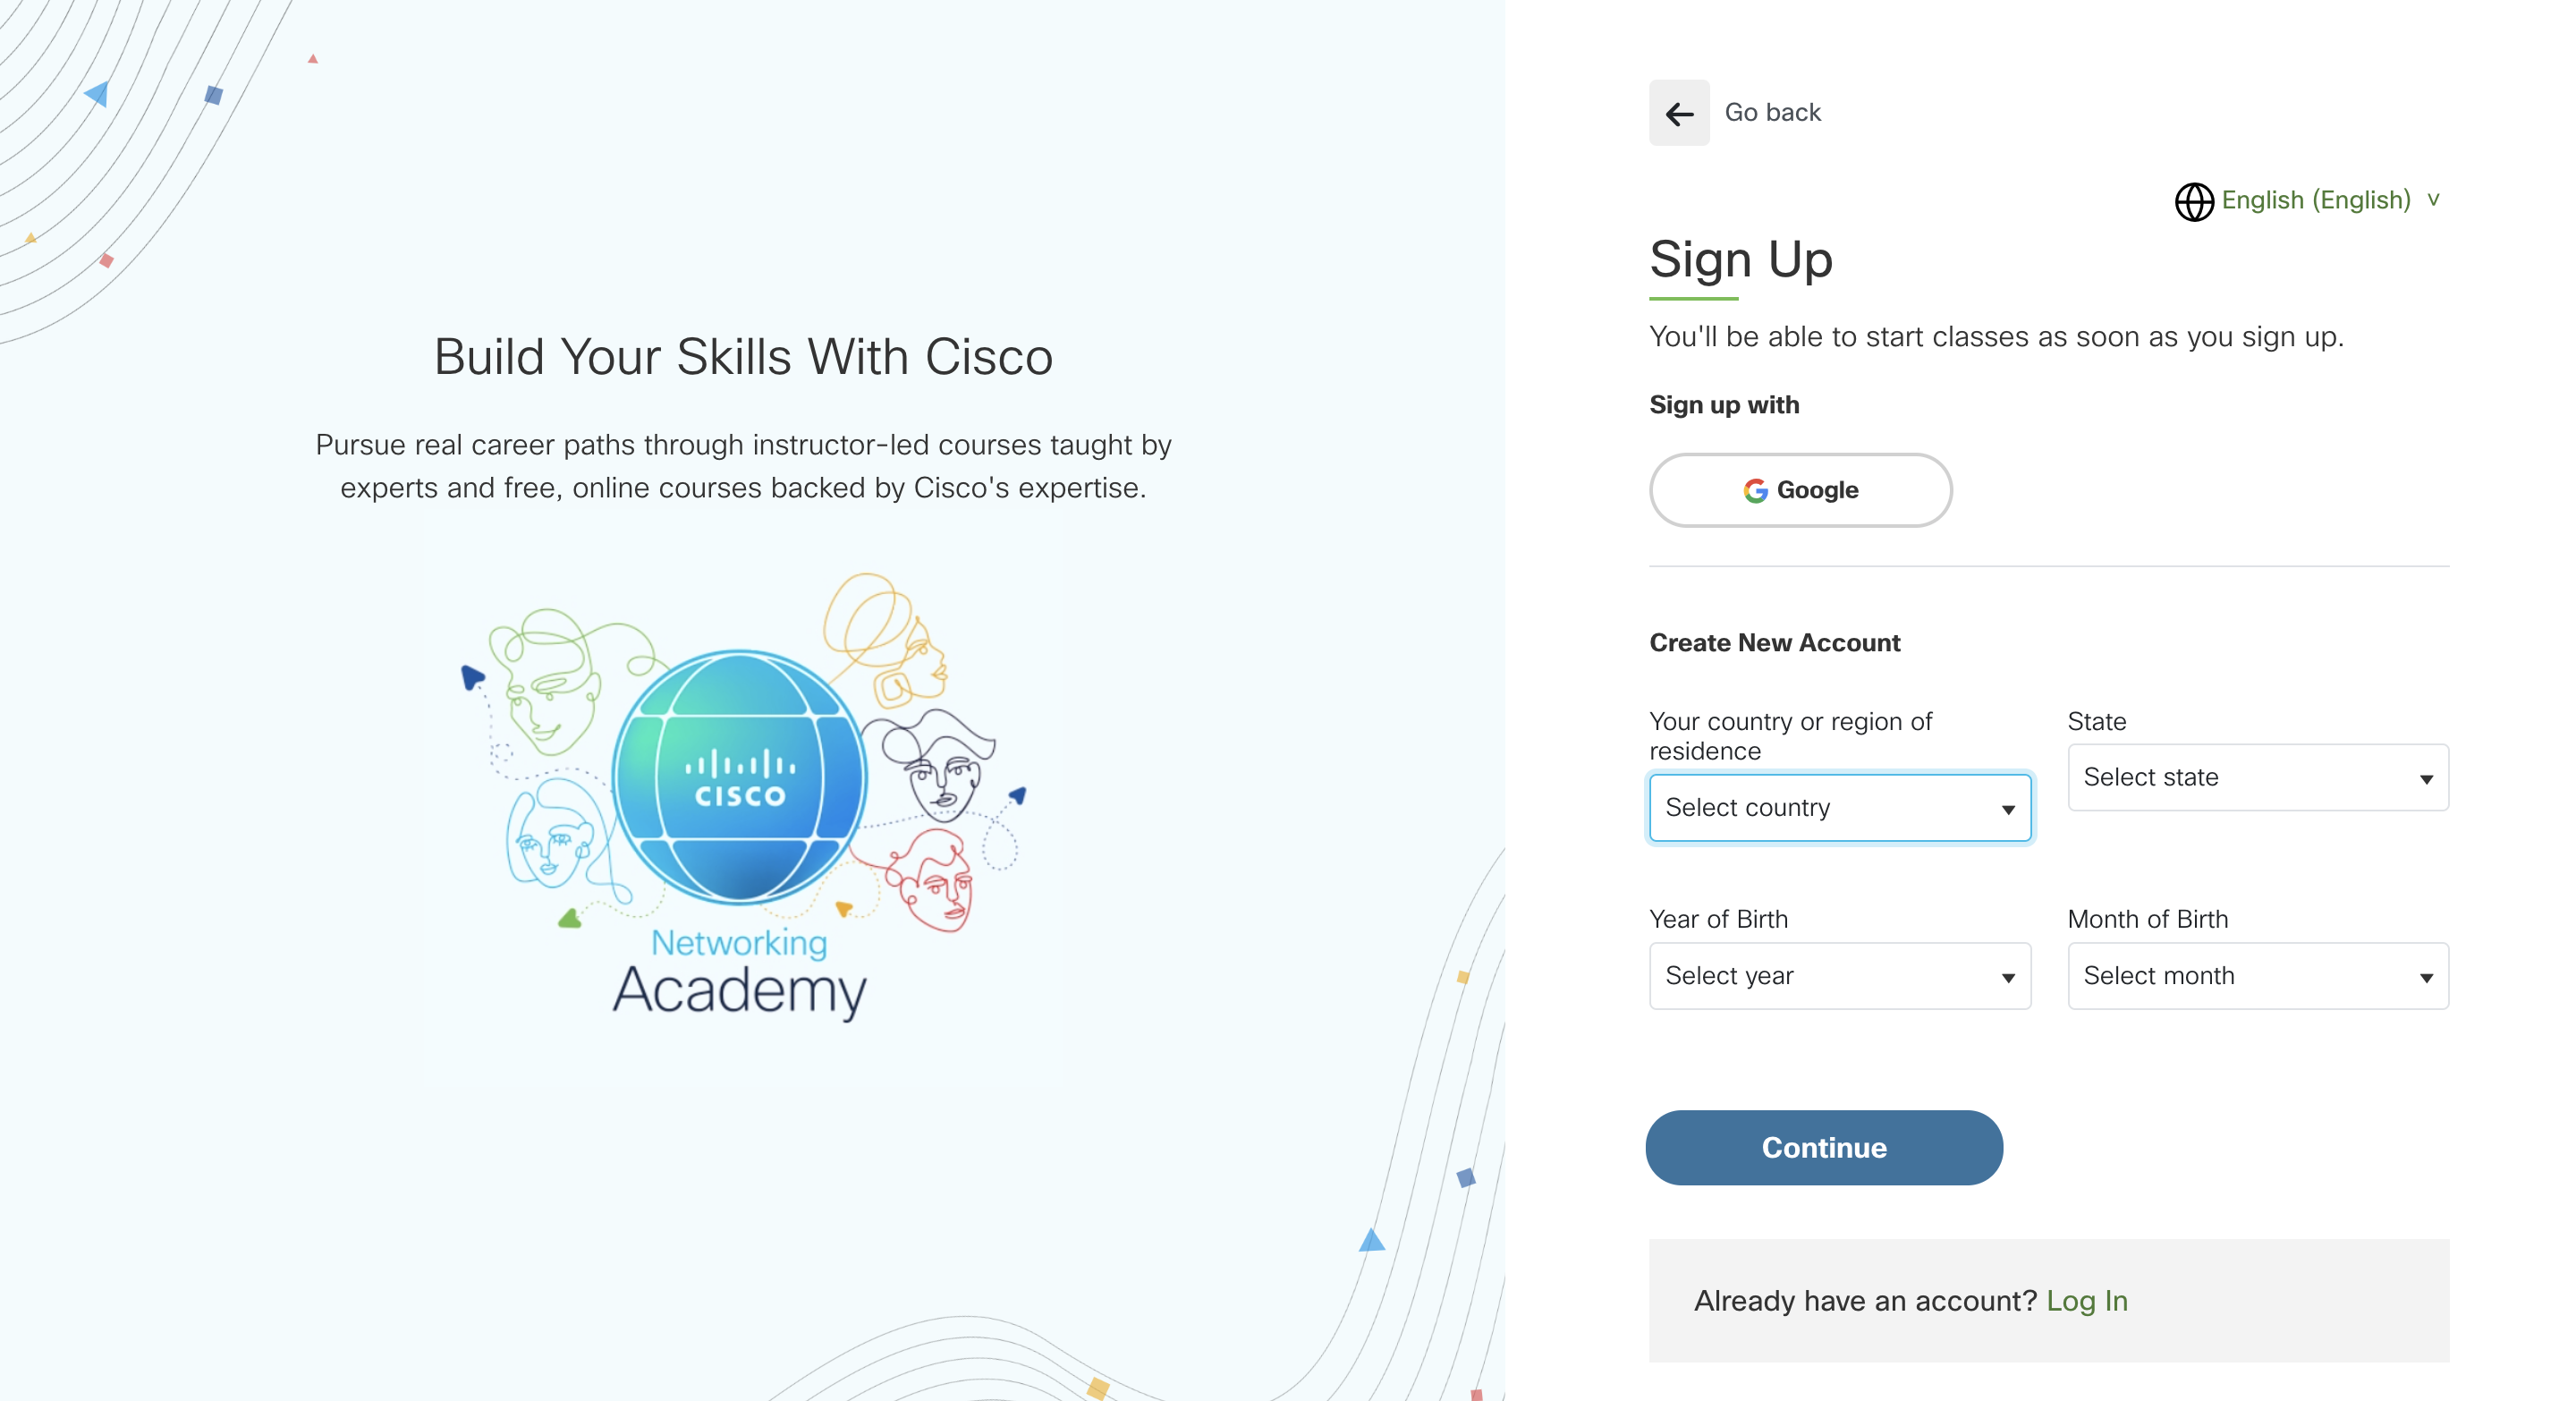 Build Your Skills With Cisco
Pursue real career paths through instructor-led courses taught by
experts and free, online courses backed by Cisco's expertise.
CISCO
Networking
Academy
Go back
English (English) v
Sign Up
You'll be able to start classes as soon as you sign up.
Sign up with
Google
Create New Account
Your country or region of
residence
Select country
State
Select state
Year of Birth
Select year
Month of Birth
Select month
Continue
Already have an account? Log In